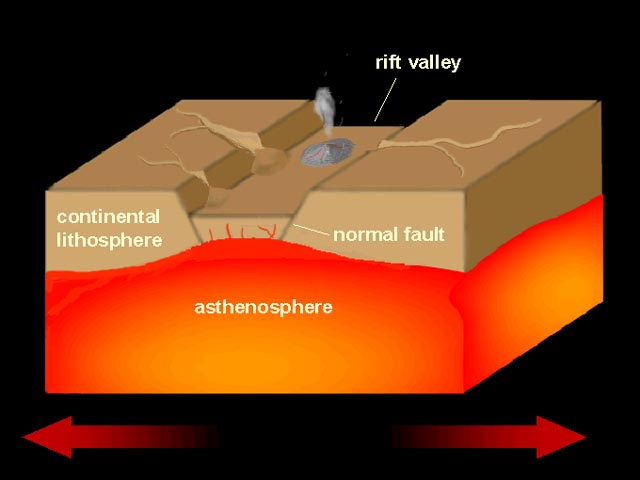 rift valley
continental
lithosphere
normal fault
asthenosphere